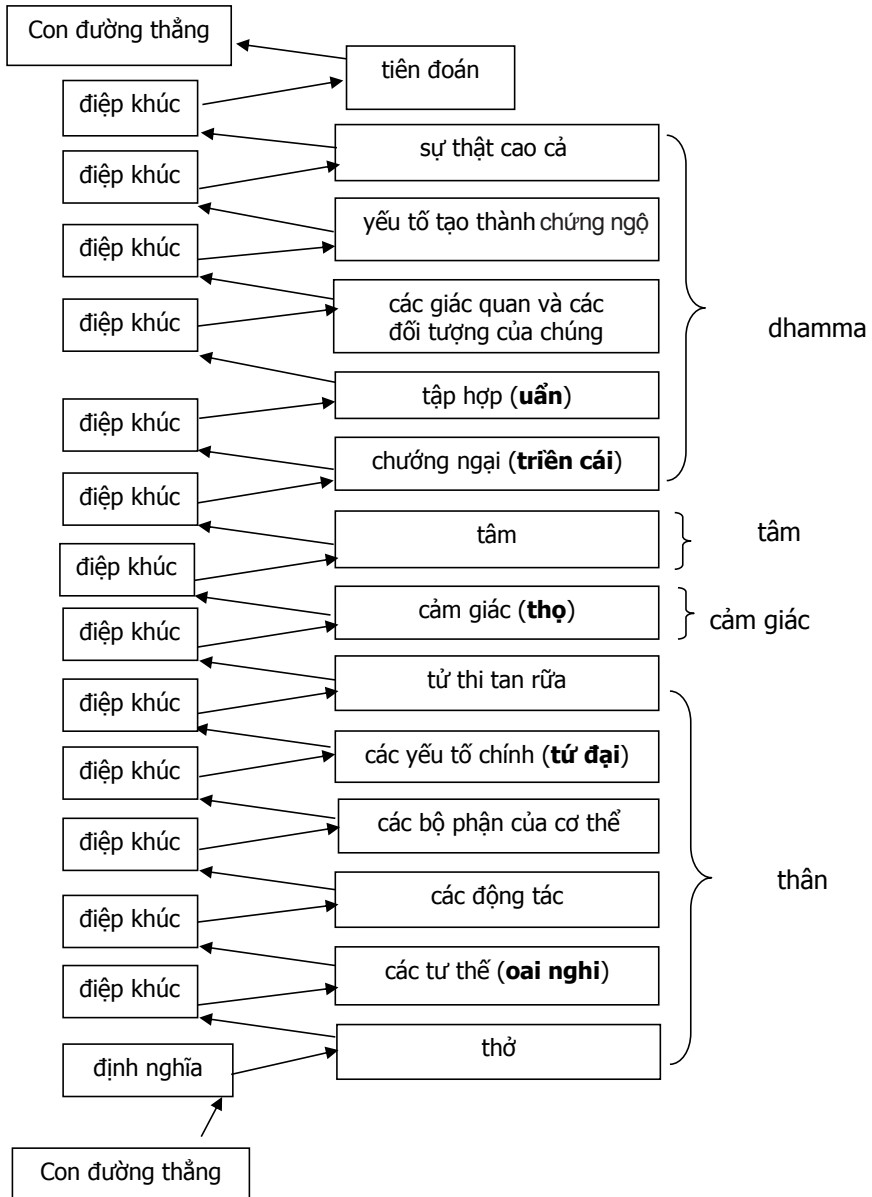 Con đường thẳng
tiên đoán
điệp khúc
sự thật cao cả
điệp khúc
yếu tố tạo thành chứng ngộ
điệp khúc
các giác quan và các
đối tượng của chúng
điệp khúc
dhamma
tập hợp (uẩn)
điệp khúc
chướng ngại (triền cái)
điệp khúc
tâm
tâm
điệp khúc
cảm giác (thọ)
cảm giác
điệp khúc
tử thi tan rữa
điệp khúc
các yếu tố chính (tứ đại)
điệp khúc
các bộ phận của cơ thể
điệp khúc
các động tác
thân
điệp khúc
các tư thế (oai nghi)
điệp khúc
thở
định nghĩa
Con đường thẳng